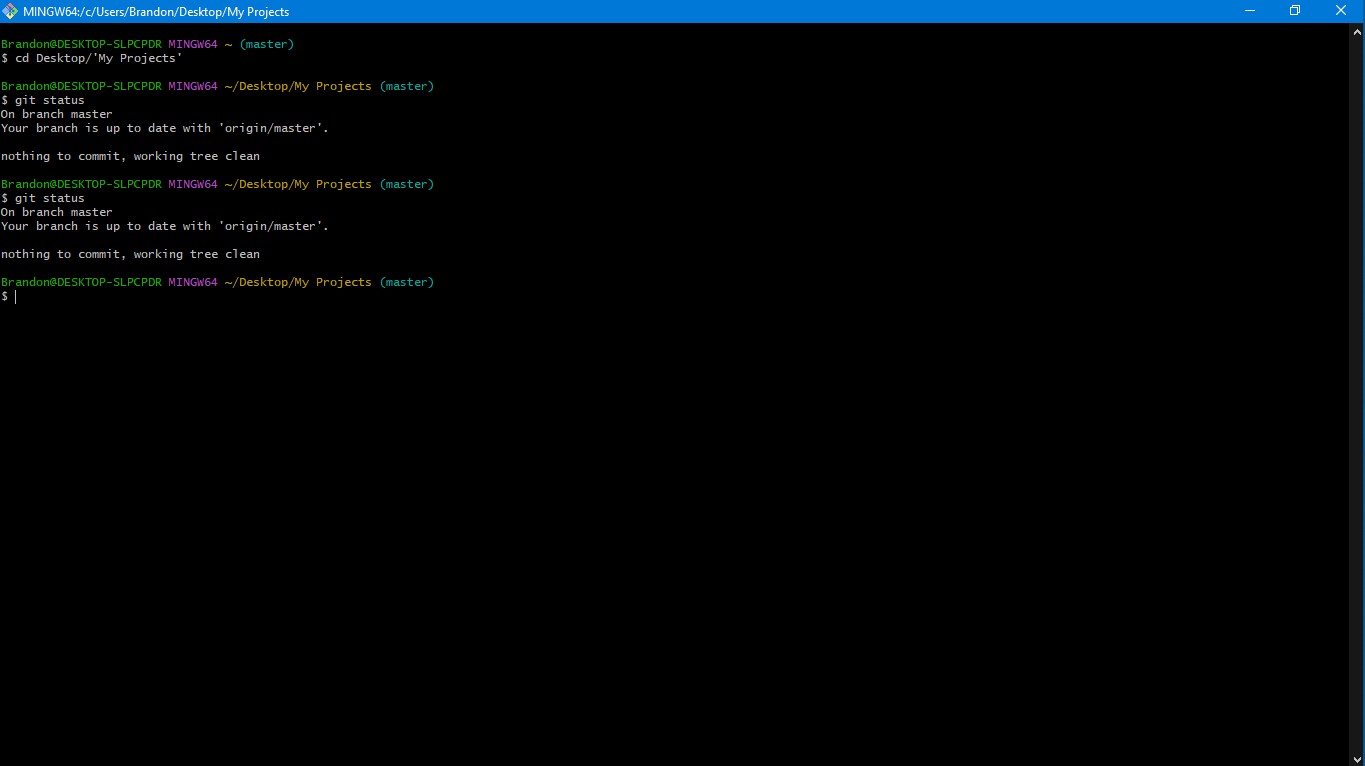 MINGW64:/c/Users/Brandon/Desktop/My Projects
Brandon@DESKTOP-SLPCPDR MINGW64 ~ (master)
$ cd Desktop/'My Projects'
Brandon@DESKTOP-SLPCPDR MINGW64 ~/Desktop/My Projects (master)
$ git status
On branch master
Your branch is up to date with 'origin/master'.
nothing to commit, working tree clean
Brandon@DESKTOP-SLPCPDR MINGW64 ~/Desktop/My Projects (master)
$ git status
On branch master
Your branch is up to date with 'origin/master'.
nothing to commit, working tree clean
Brandon@DESKTOP-SLPCPDR MINGW64 ~/Desktop/My Projects (master)
$